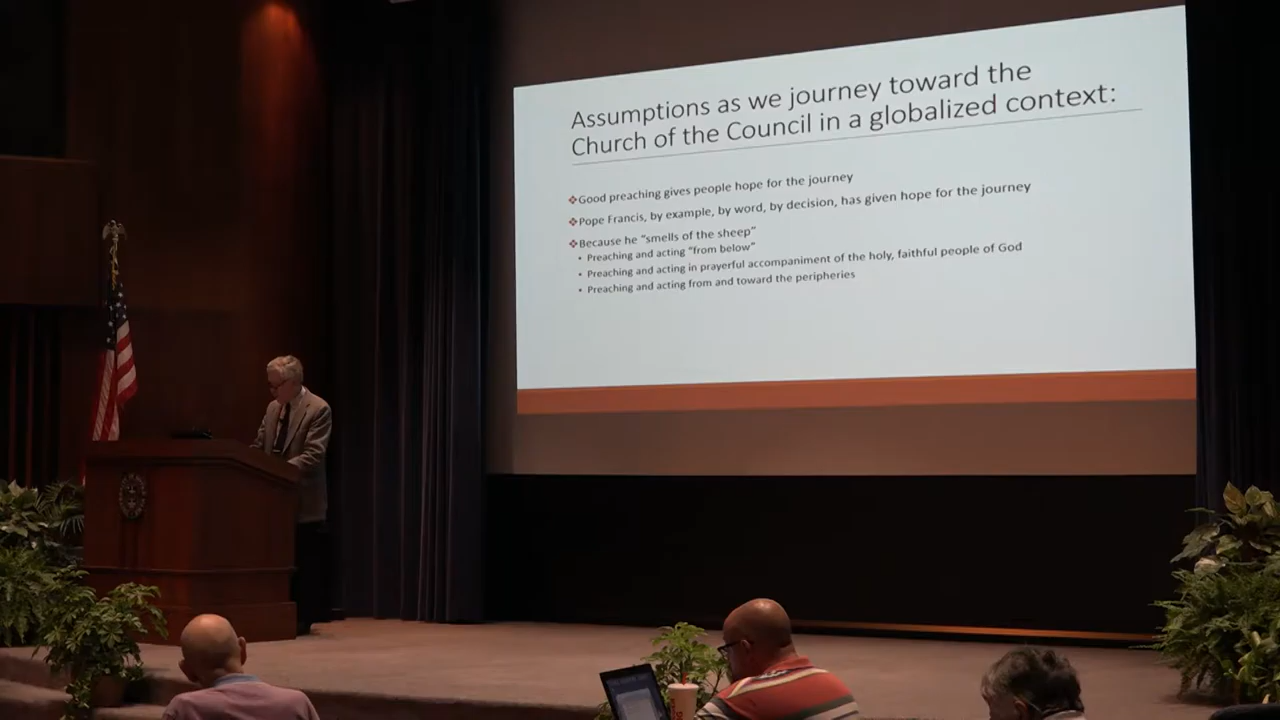 Assumptions as we journey toward the
Church of the Council in a globalized context:
❖Good preaching gives people hope for the journey
❖Pope Francis, by example, by word, by decision, has given hope for the journey
❖Because he “smells of the sheep”
• Preaching and acting “from below”
• Preaching and acting in prayerful accompaniment of the holy, faithful people of God
• Preaching and acting from and toward the peripheries